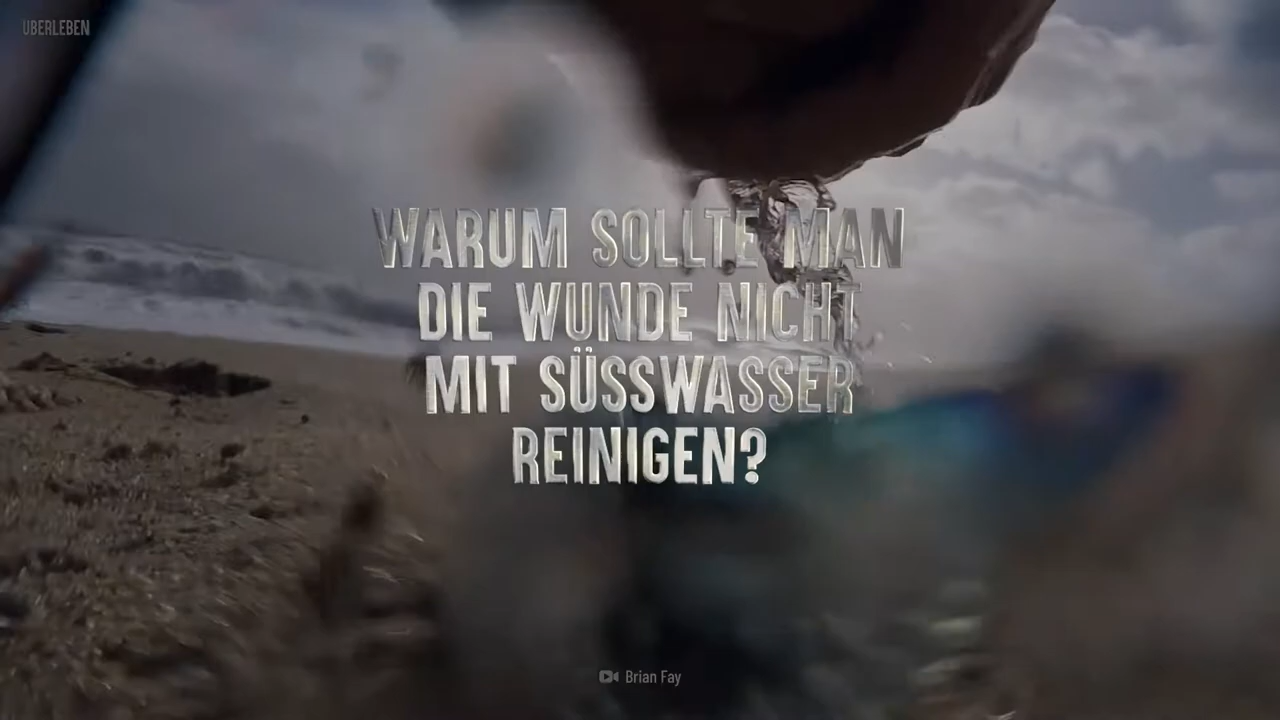 ÜBERLEBEN
WARUM SOLLTE MAN
DIE WUNDE NICHT
MIT SÜSSWASSER
REINIGEN?
Brian Fay